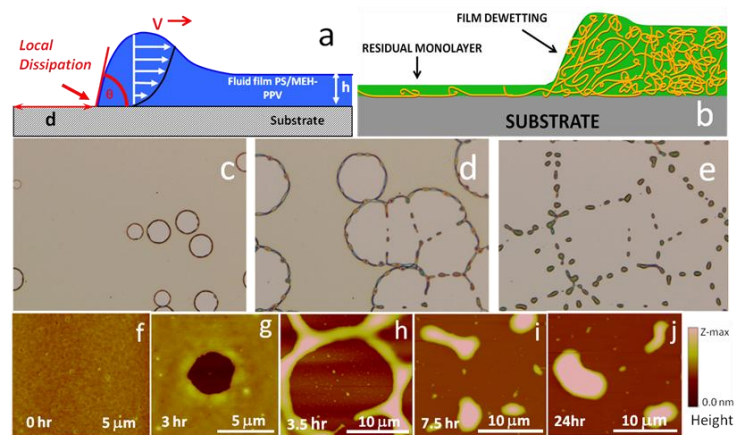 V
a
Local
Dissipation
θ
Fluid film PS/MEH-
PPV
h
d
Substrate
FILM DEWETTING
RESIDUAL MONOLAYER
SUBSTRATE
b
c
d
e
f
0 hr
5 μm
g
3 hr
5 μm
h
3.5 hr
10 μm
i
7.5 hr
10 μm
j
24hr
10 μm
Z-max
0.0 nm
Height